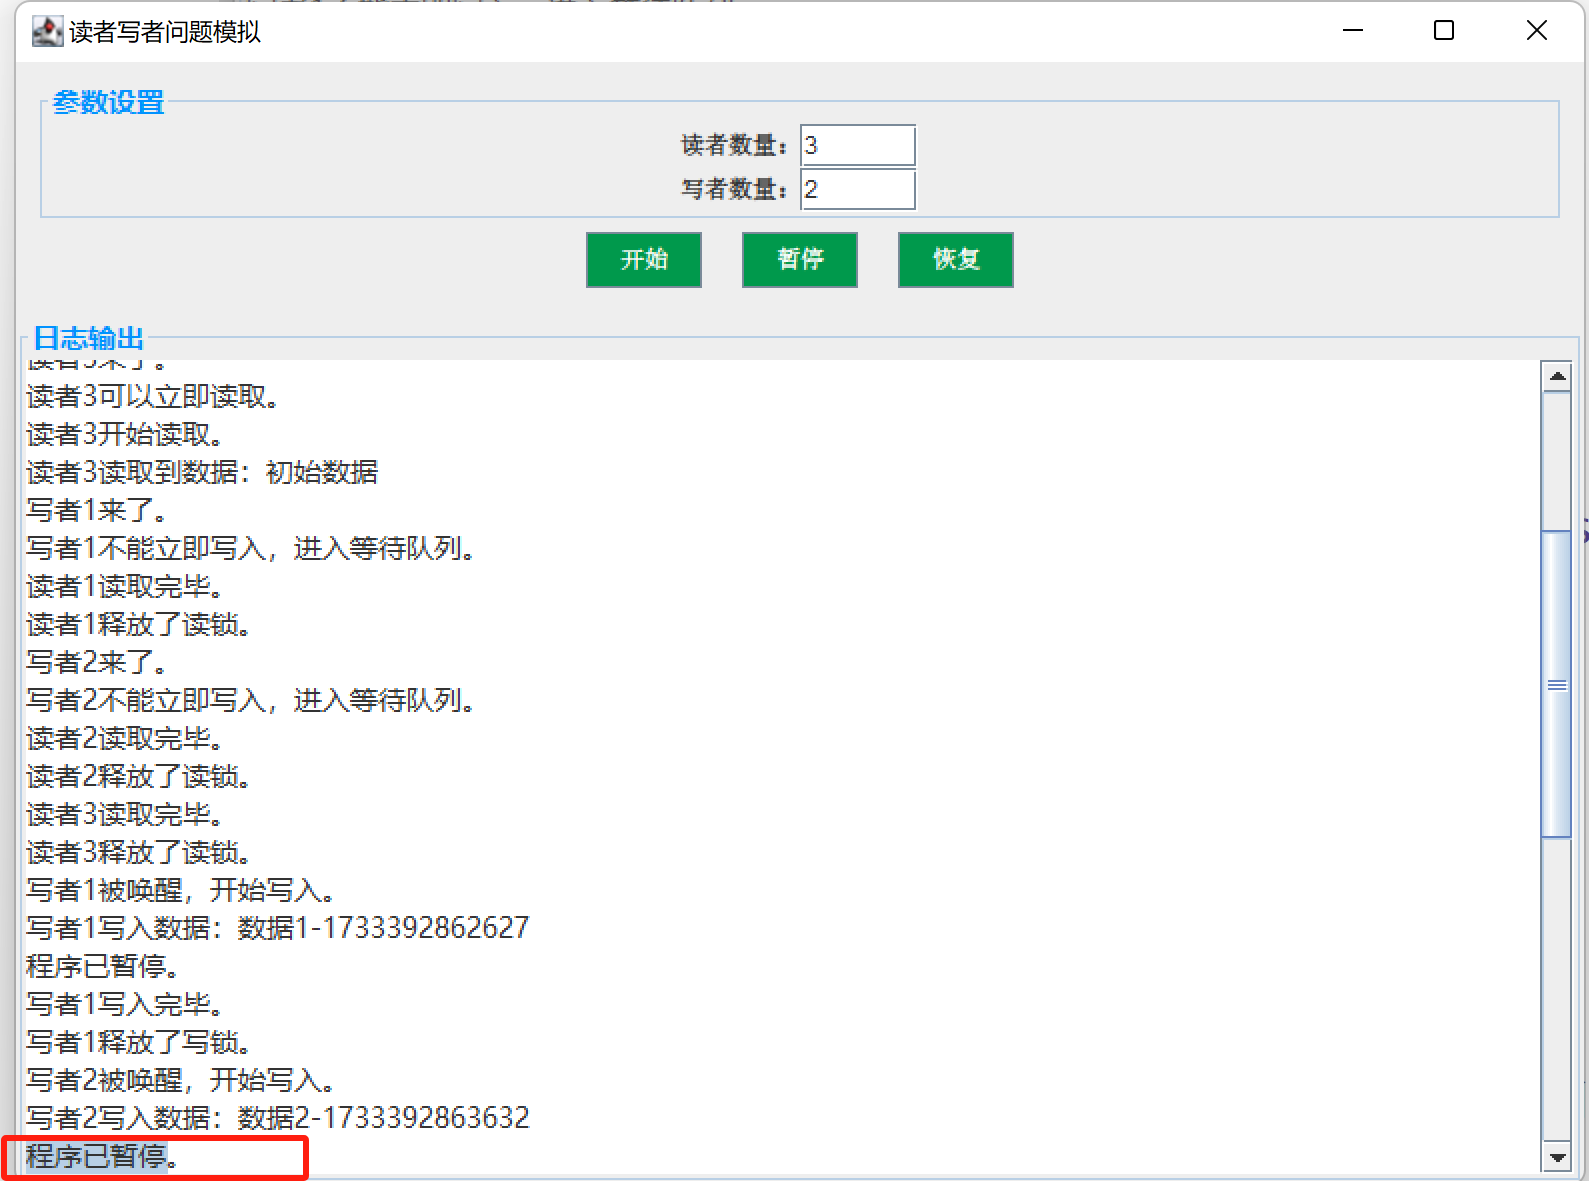 读者写者问题模拟
参数设置
读者数量： 3
写者数量： 2
开始 暂停 恢复
日志输出
读者3来了。
读者3可以立即读取。
读者3开始读取。
读者3读取到数据：初始数据
写者1来了。
写者1不能立即写入，进入等待队列。
读者1读取完毕。
读者1释放了读锁。
写者2来了。
写者2不能立即写入，进入等待队列。
读者2读取完毕。
读者2释放了读锁。
读者3读取完毕。
读者3释放了读锁。
写者1被唤醒，开始写入。
写者1写入数据：数据1-1733392862627
程序已暂停。
写者1写入完毕。
写者1释放了写锁。
写者2被唤醒，开始写入。
写者2写入数据：数据2-1733392863632
程序已暂停。